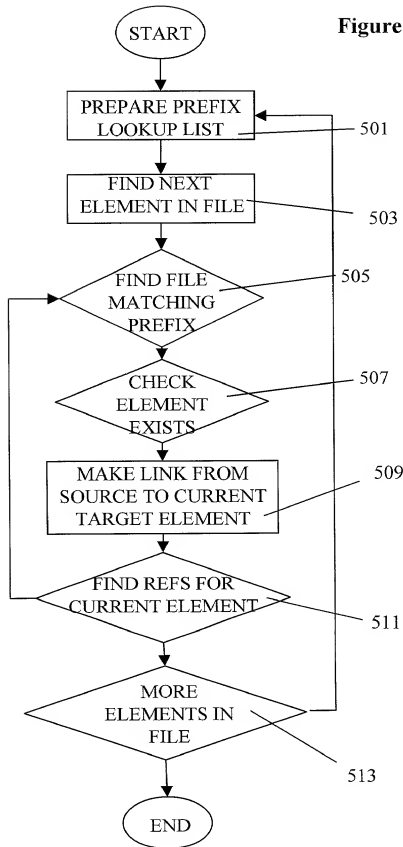 START
Figure
PREPARE PREFIX
LOOKUP LIST
501
FIND NEXT
ELEMENT IN FILE
503
FIND FILE
MATCHING
PREFIX
505
CHECK
ELEMENT
EXISTS
507
MAKE LINK FROM
SOURCE TO CURRENT
TARGET ELEMENT
509
FIND REFS FOR
CURRENT ELEMENT
511
MORE
ELEMENTS IN
FILE
513
END